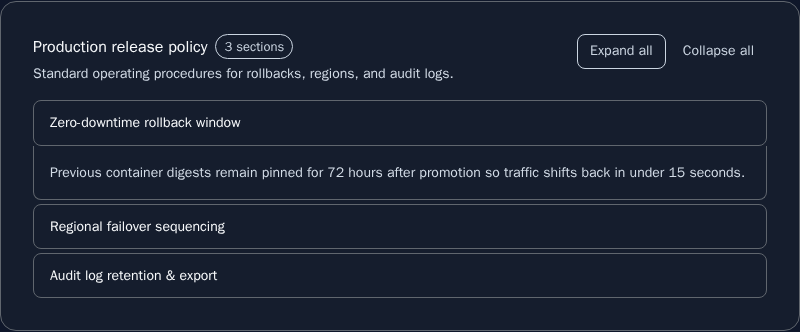 Production release policy 3 sections
Expand all Collapse all
Standard operating procedures for rollbacks, regions, and audit logs.
Zero-downtime rollback window
Previous container digests remain pinned for 72 hours after promotion so traffic shifts back in under 15 seconds.
Regional failover sequencing
Audit log retention & export